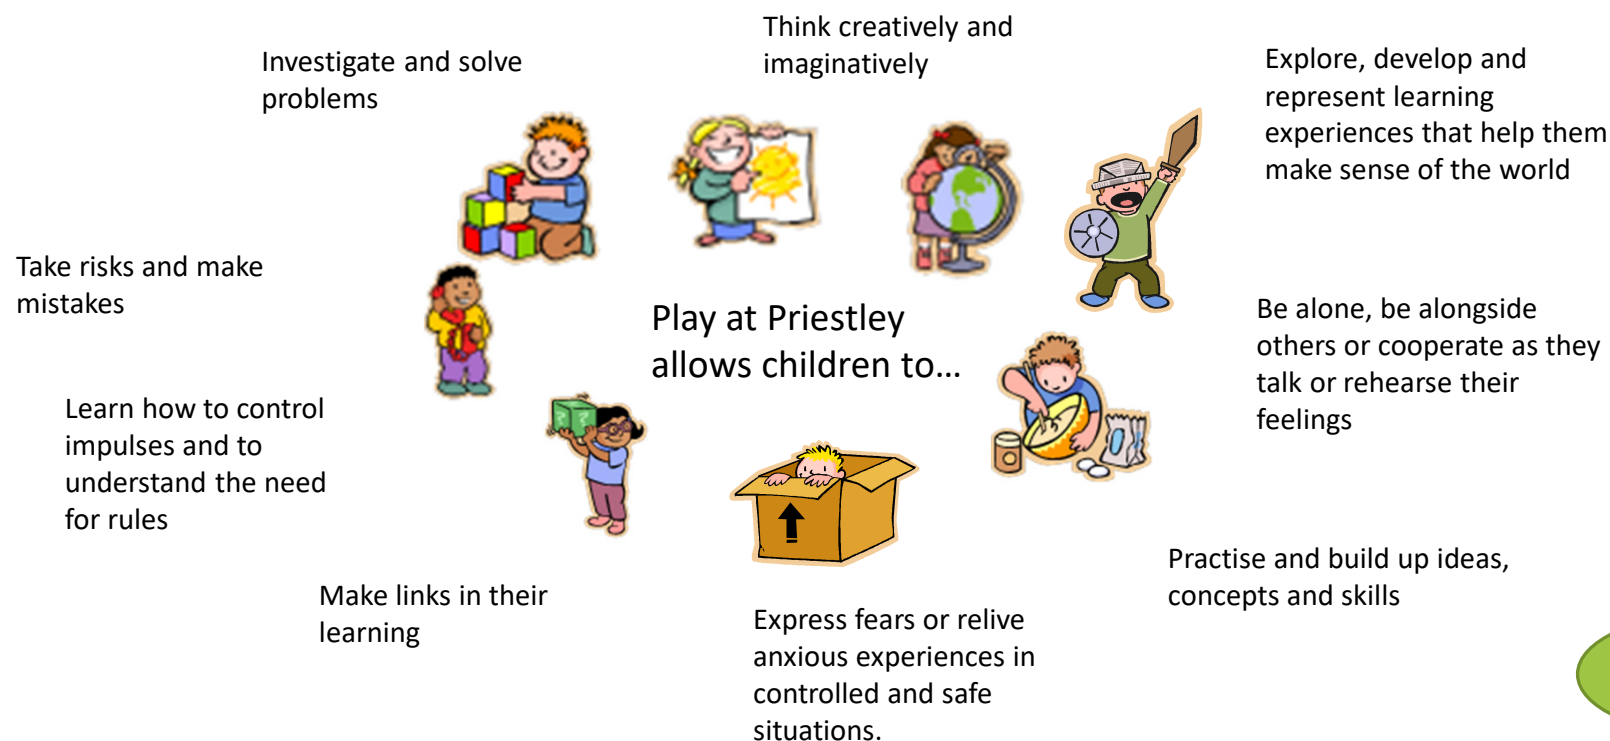 Think creatively and
imaginatively
Investigate and solve
problems
Explore, develop and
represent learning
experiences that help them
make sense of the world
Take risks and make
mistakes
Play at Priestley
allows children to…
Be alone, be alongside
others or cooperate as they
talk or rehearse their
feelings
Learn how to control
impulses and to
understand the need
for rules
Practise and build up ideas,
concepts and skills
Make links in their
learning
Express fears or relive
anxious experiences in
controlled and safe
situations.